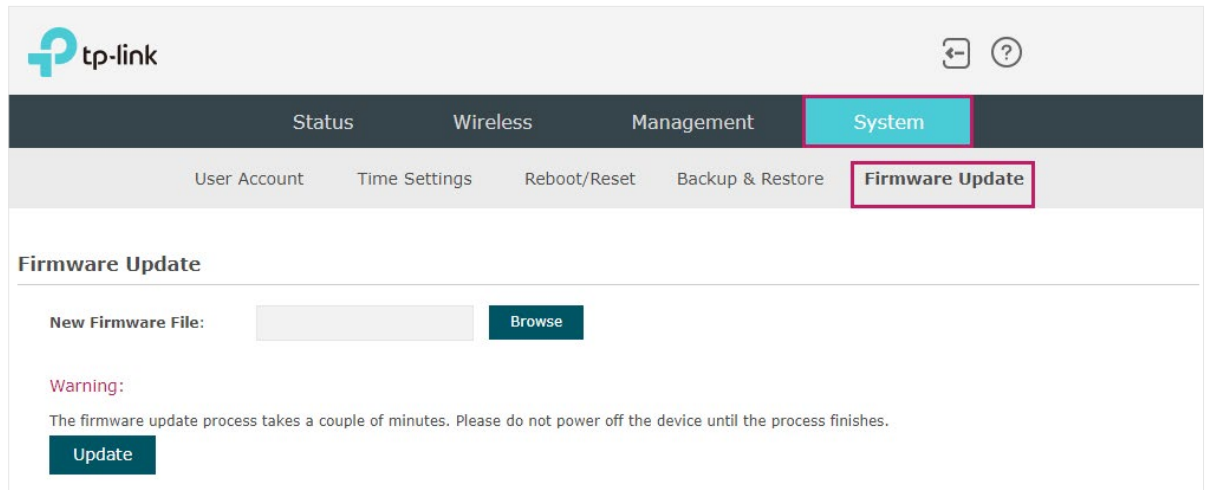 tp-link
Status Wireless Management System
User Account Time Settings Reboot/Reset Backup & Restore Firmware Update
Firmware Update
New Firmware File: Browse
Warning:
The firmware update process takes a couple of minutes. Please do not power off the device until the process finishes.
Update